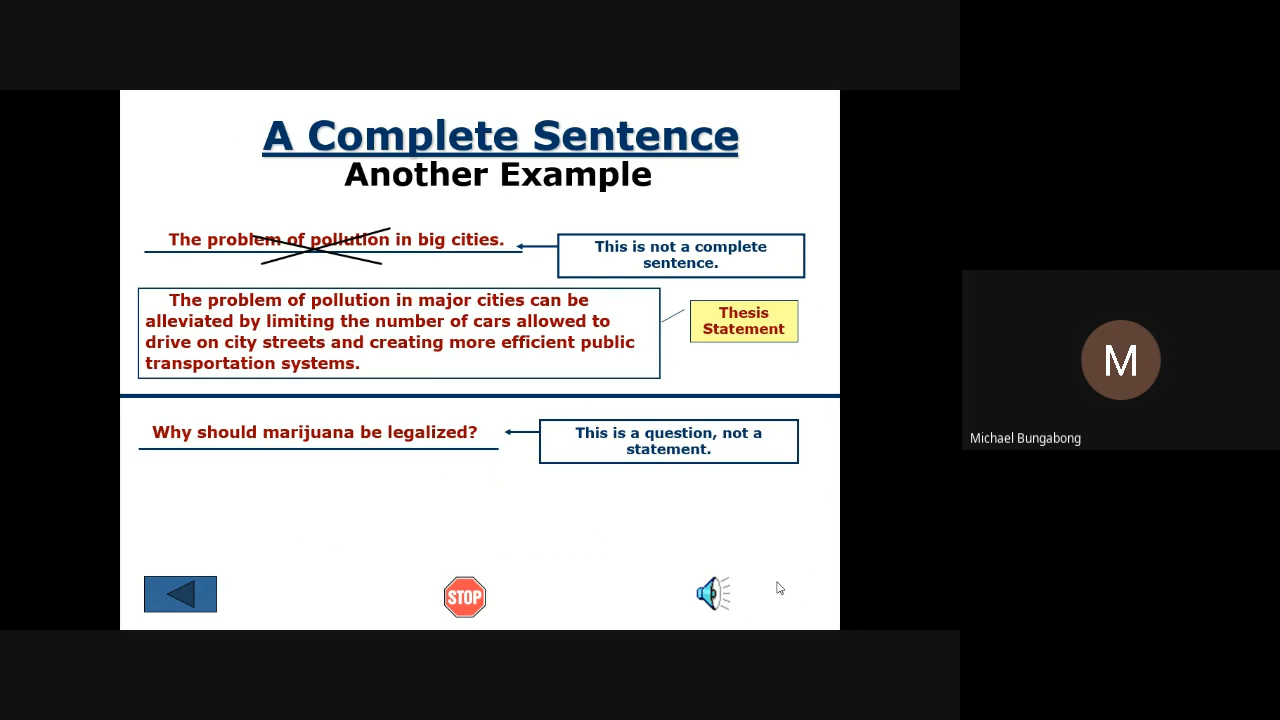 A Complete Sentence
Another Example
The problem of pollution in big cities.
This is not a complete
sentence.
The problem of pollution in major cities can be
alleviated by limiting the number of cars allowed to
drive on city streets and creating more efficient public
transportation systems.
Thesis
Statement
Why should marijuana be legalized?
This is a question, not a
statement.
STOP
M
Michael Bungabong